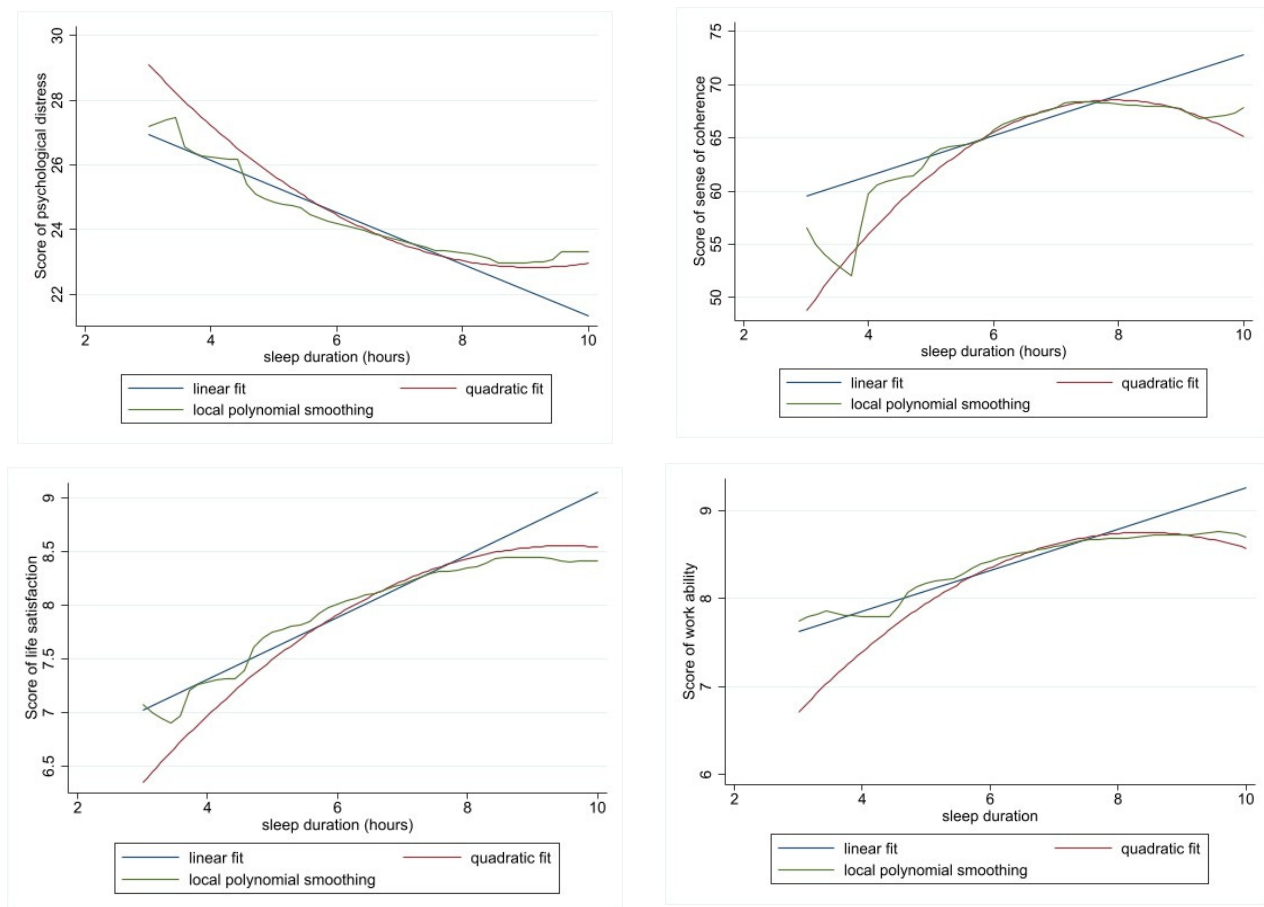 Score of psychological distress
30
28
26
24
22
2 4 6 8 10
sleep duration (hours)
linear fit quadratic fit
local polynomial smoothing
Score of sense of coherence
75
70
65
60
55
50
2 4 6 8 10
sleep duration (hours)
linear fit quadratic fit
local polynomial smoothing
Score of life satisfaction
9
8.5
8
7.5
7
6.5
2 4 6 8 10
sleep duration (hours)
linear fit quadratic fit
local polynomial smoothing
Score of work ability
9
8
7
6
2 4 6 8 10
sleep duration
linear fit quadratic fit
local polynomial smoothing